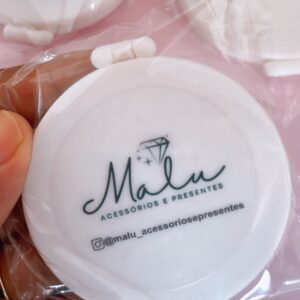 Malu
ACESSÓRIOS E PRESENTES
@malu_acessoriosepresentes